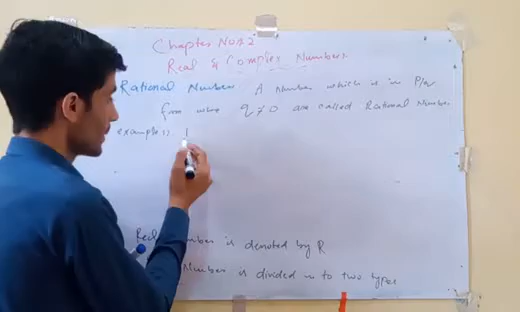 Chapter No#2
Real & Complex Numbers
Rational Number A Number which is in P/q
form where q≠0 are called Rational Number
examples: 1
Number is denoted by R
Number is divided in to two types